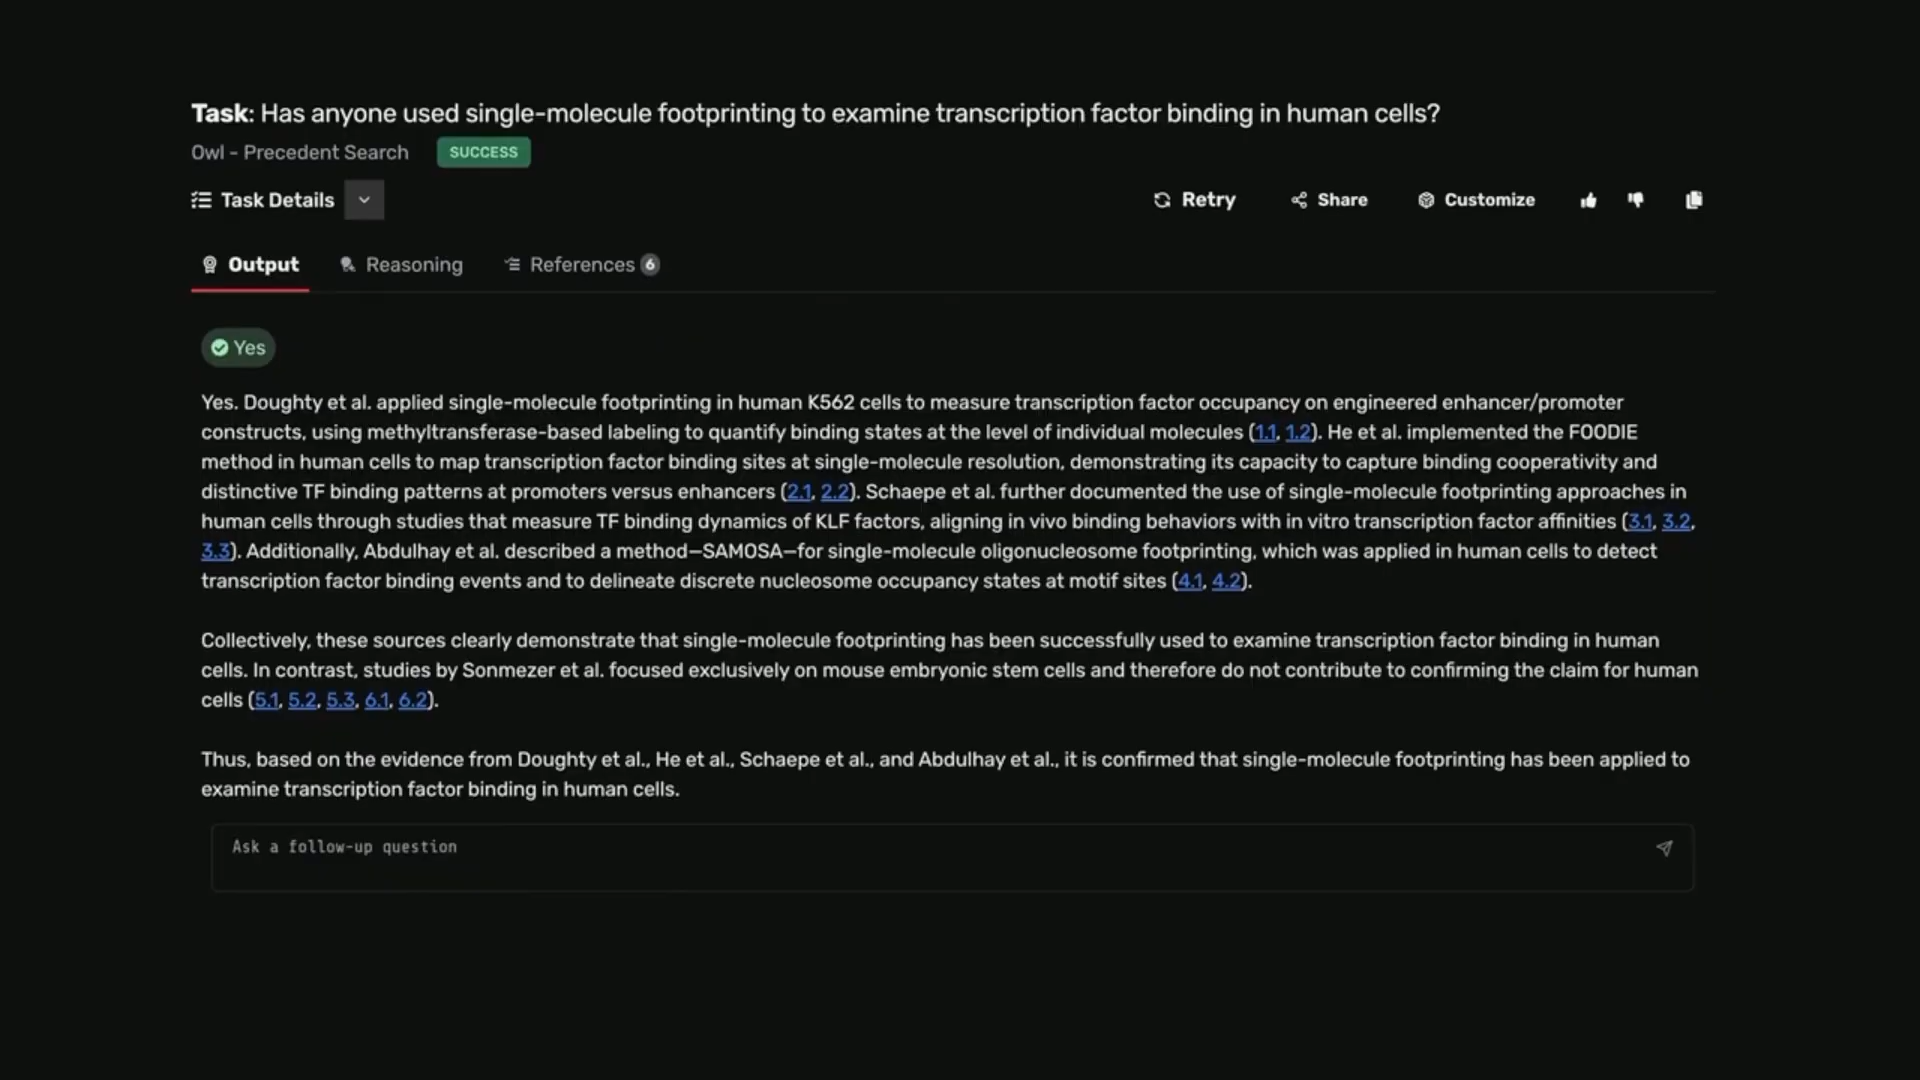 Task: Has anyone used single-molecule footprinting to examine transcription factor binding in human cells?
Owl - Precedent Search SUCCESS
Task Details Retry Share Customize
Output Reasoning References 6
Yes
Yes. Doughty et al. applied single-molecule footprinting in human K562 cells to measure transcription factor occupancy on engineered enhancer/promoter
constructs, using methyltransferase-based labeling to quantify binding states at the level of individual molecules (1.1, 1.2). He et al. implemented the FOODIE
method in human cells to map transcription factor binding sites at single-molecule resolution, demonstrating its capacity to capture binding cooperativity and
distinctive TF binding patterns at promoters versus enhancers (2.1, 2.2). Schaepe et al. further documented the use of single-molecule footprinting approaches in
human cells through studies that measure TF binding dynamics of KLF factors, aligning in vivo binding behaviors with in vitro transcription factor affinities (3.1, 3.2,
3.3). Additionally, Abdulhay et al. described a method—SAMOSA—for single-molecule oligonucleosome footprinting, which was applied in human cells to detect
transcription factor binding events and to delineate discrete nucleosome occupancy states at motif sites (4.1, 4.2).
Collectively, these sources clearly demonstrate that single-molecule footprinting has been successfully used to examine transcription factor binding in human
cells. In contrast, studies by Sonmezer et al. focused exclusively on mouse embryonic stem cells and therefore do not contribute to confirming the claim for human
cells (5.1, 5.2, 5.3, 6.1, 6.2).
Thus, based on the evidence from Doughty et al., He et al., Schaepe et al., and Abdulhay et al., it is confirmed that single-molecule footprinting has been applied to
examine transcription factor binding in human cells.
Ask a follow-up question